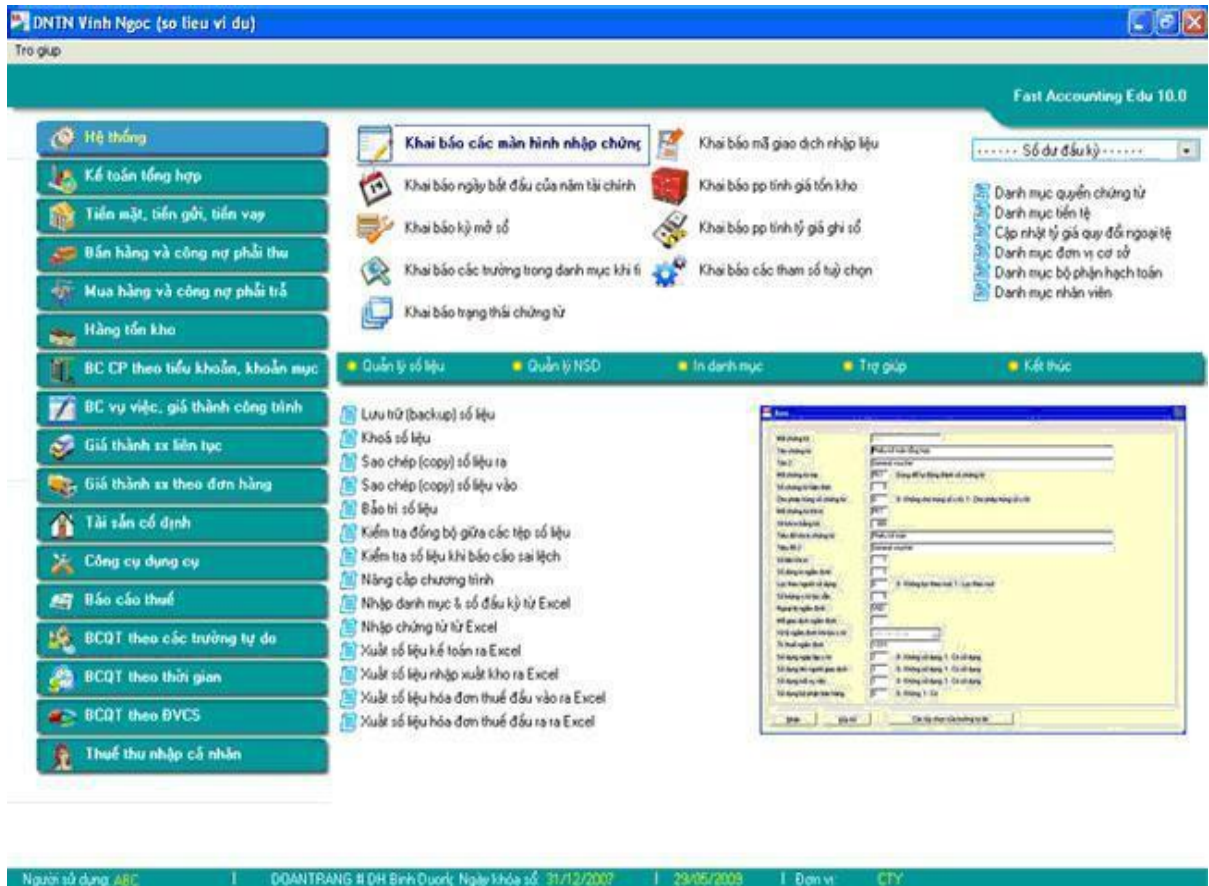 DNTN Vinh Ngoc (so lieu vi du)
Tro giup
Fast Accounting Edu 10.0
Hệ thống
Kế toán tổng hợp
Tiền mặt, tiền gửi, tiền vay
Bán hàng và công nợ phải thu
Mua hàng và công nợ phải trả
Hàng tồn kho
BC CP theo tiểu khoản, khoản mục
BC vụ việc, giá thành công trình
Giá thành sx liên tục
Giá thành sx theo đơn hàng
Tài sản cố định
Công cụ dụng cụ
Báo cáo thuế
BCQT theo các trường tự do
BCQT theo thời gian
BCQT theo ĐVCS
Thuế thu nhập cá nhân
Khai báo các màn hình nhập chứng
Khai báo mã giao dịch nhập liệu
Khai báo ngày bắt đầu của năm tài chính
Khai báo pp tính giá tồn kho
Khai báo kỳ mở sổ
Khai báo pp tính tỷ giá ghi sổ
Khai báo các trường trong danh mục khi ti
Khai báo các tham số tuỳ chọn
Khai báo trạng thái chứng từ
...... Số dư đầu kỳ ......
Danh mục quyển chứng từ
Danh mục tiền tệ
Cập nhật tỷ giá quy đổi ngoại tệ
Danh mục đơn vị cơ sở
Danh mục bộ phận hạch toán
Danh mục nhân viên
Quản lý số liệu
Quản lý NSD
In danh mục
Trợ giúp
Kết thúc
Lưu trữ (backup) số liệu
Khoá số liệu
Sao chép (copy) số liệu ra
Sao chép (copy) số liệu vào
Bảo trì số liệu
Kiểm tra đồng bộ giữa các tệp số liệu
Kiểm tra số liệu khi báo cáo sai lệch
Nâng cấp chương trình
Nhập danh mục & số đầu kỳ từ Excel
Nhập chứng từ từ Excel
Xuất số liệu kế toán ra Excel
Xuất số liệu nhập xuất kho ra Excel
Xuất số liệu hóa đơn thuế đầu vào ra Excel
Xuất số liệu hóa đơn thuế đầu ra ra Excel
Mã chứng từ
Tên chứng từ
Phiếu kế toán tổng hợp
Tên 2
General voucher
Người sử dụng: ABC | DOANTRANG # DH Binh Duon Ngày khóa sổ: 31/12/2007 | 29/05/2009 | Đơn vị: CTY